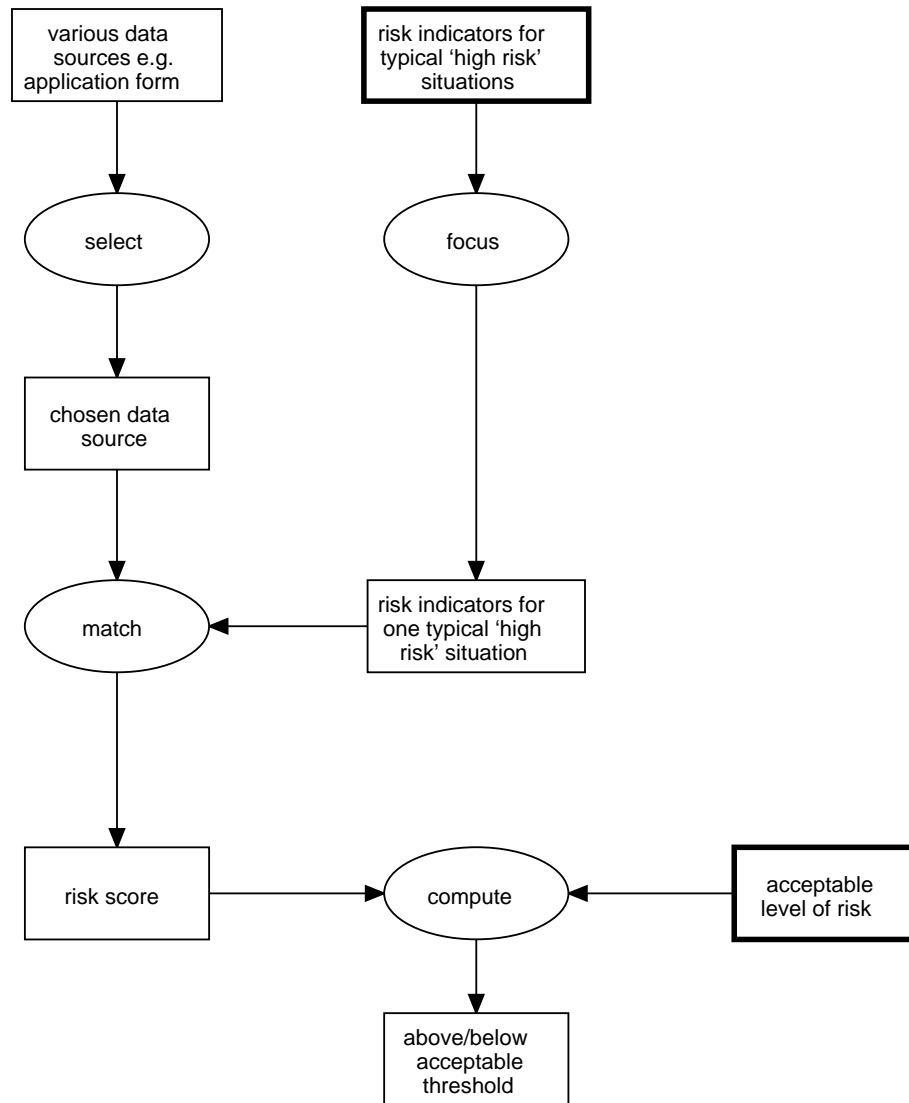 various data
sources e.g.
application form
risk indicators for
typical ‘high risk’
situations
select
focus
chosen data
source
match
risk indicators for
one typical ‘high
risk’ situation
risk score
compute
acceptable
level of risk
above/below
acceptable
threshold